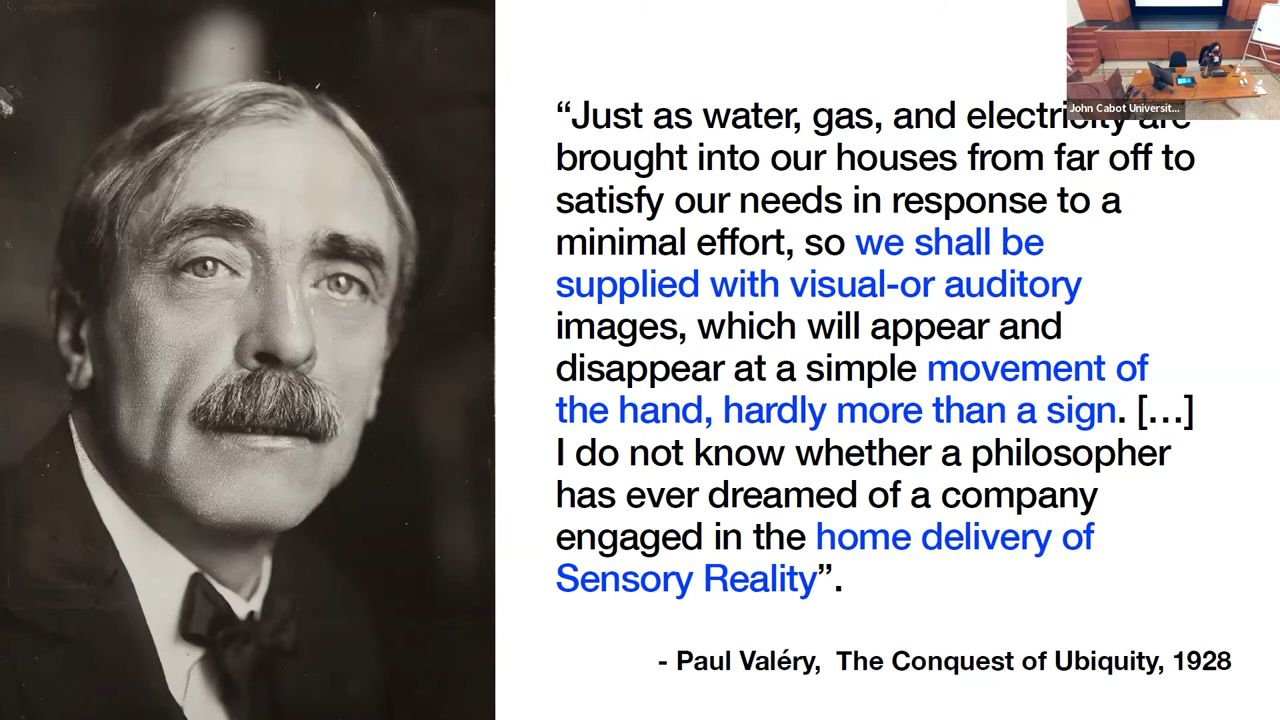 John Cabot Universit...
“Just as water, gas, and electricity are
brought into our houses from far off to
satisfy our needs in response to a
minimal effort, so we shall be
supplied with visual-or auditory
images, which will appear and
disappear at a simple movement of
the hand, hardly more than a sign. […]
I do not know whether a philosopher
has ever dreamed of a company
engaged in the home delivery of
Sensory Reality”.
- Paul Valéry, The Conquest of Ubiquity, 1928